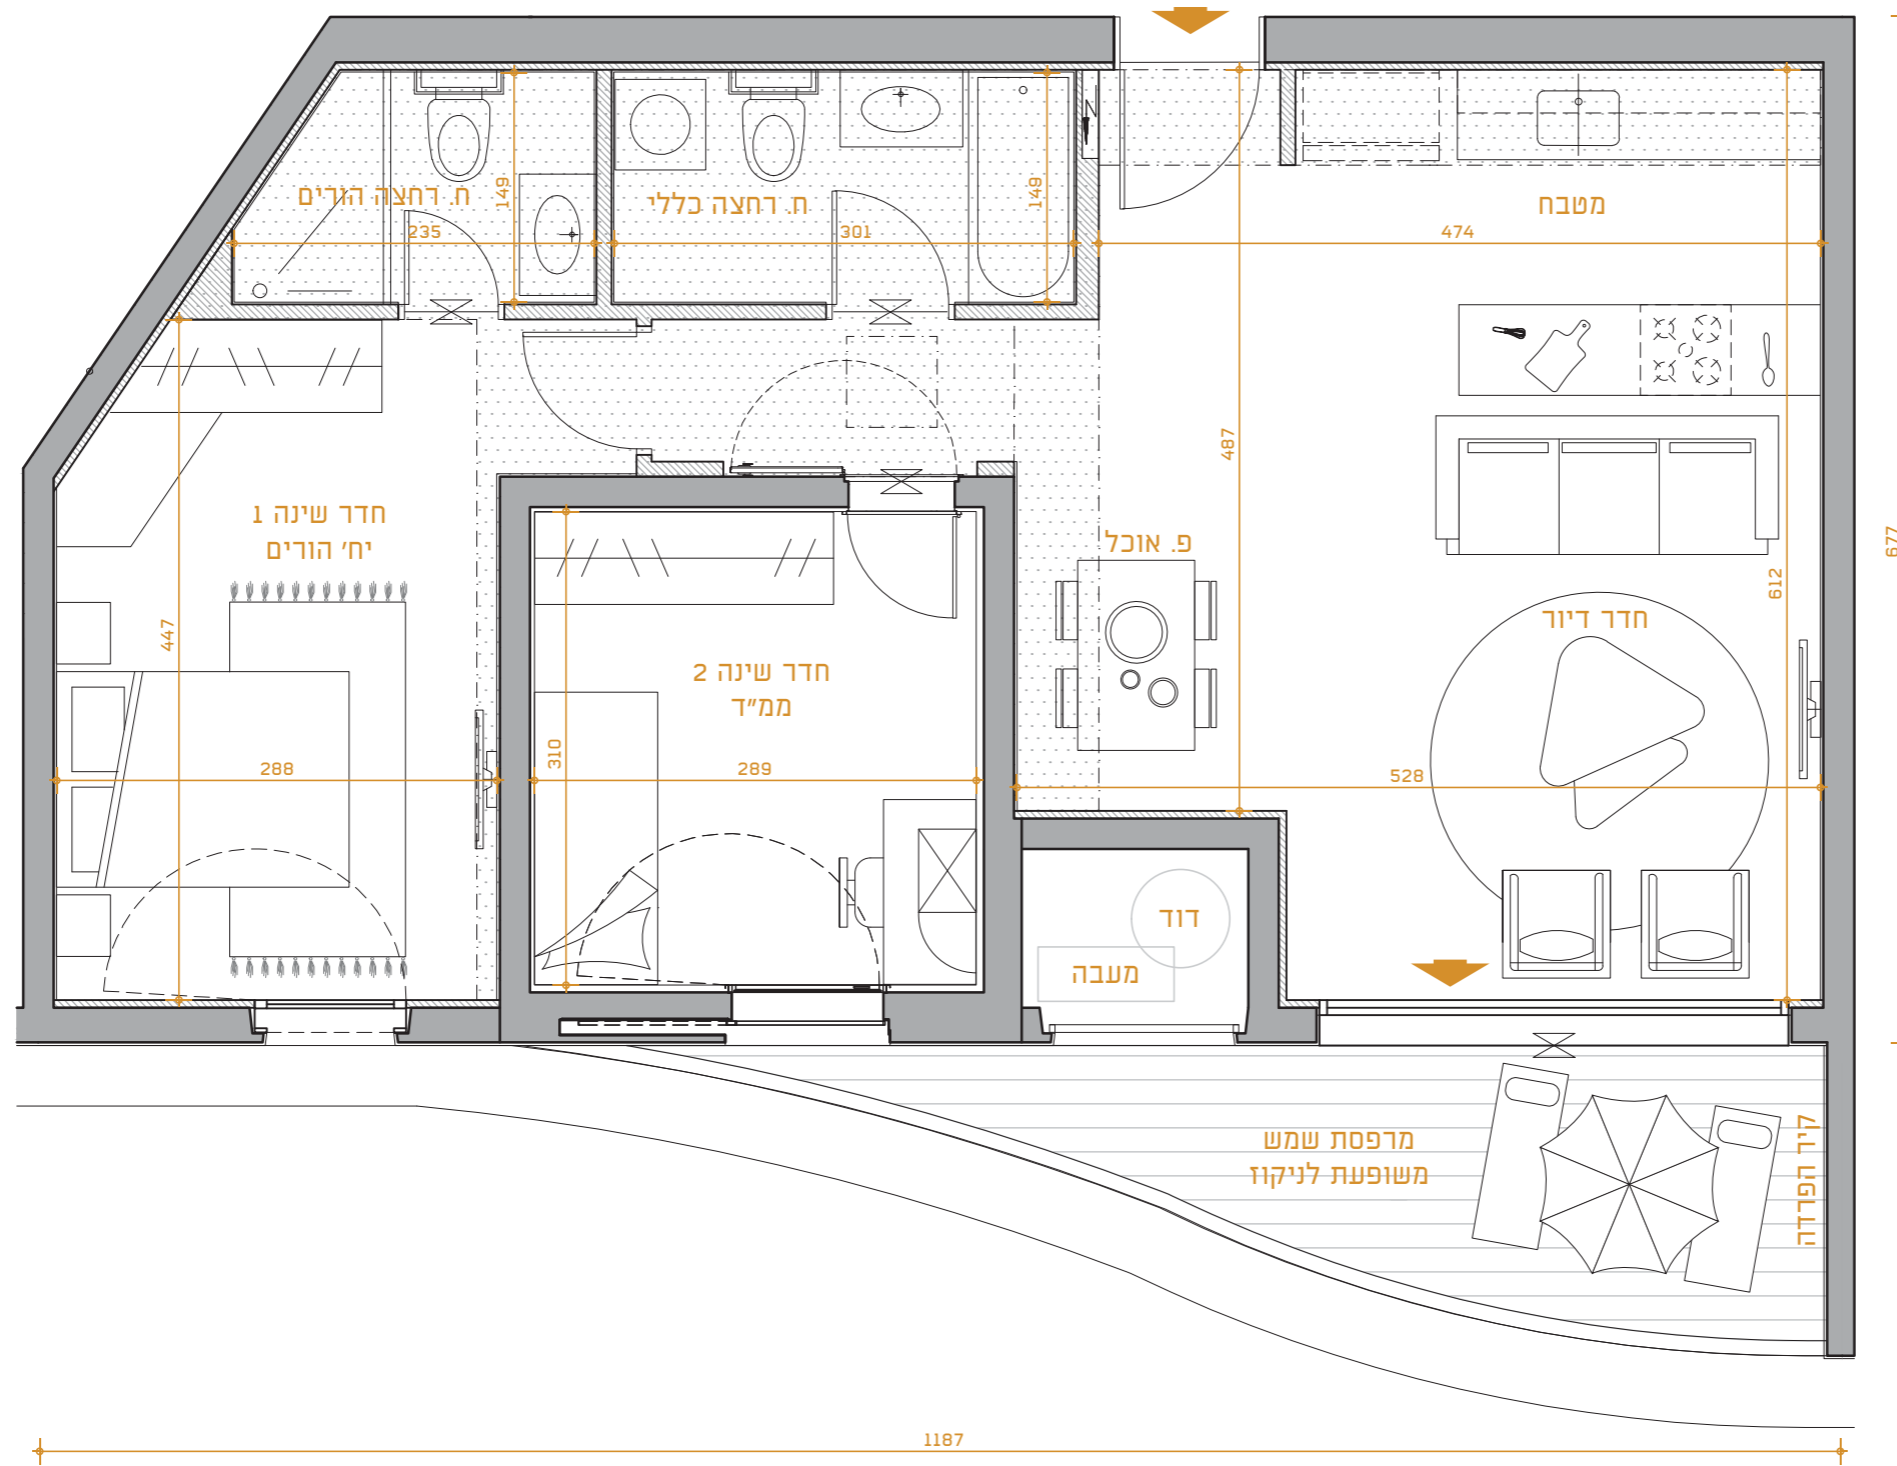 ח. רחצה הורים
149
235
ח. רחצה כללי
149
301
מטבח
474
487
677
חדר שינה 1
יח׳ הורים
447
288
חדר שינה 2
ממ״ד
310
289
פ. אוכל
חדר דיור
612
528
דוד
מעבה
מרפסת שמש
משופעת לניקוז
קיר הפרדה
1187